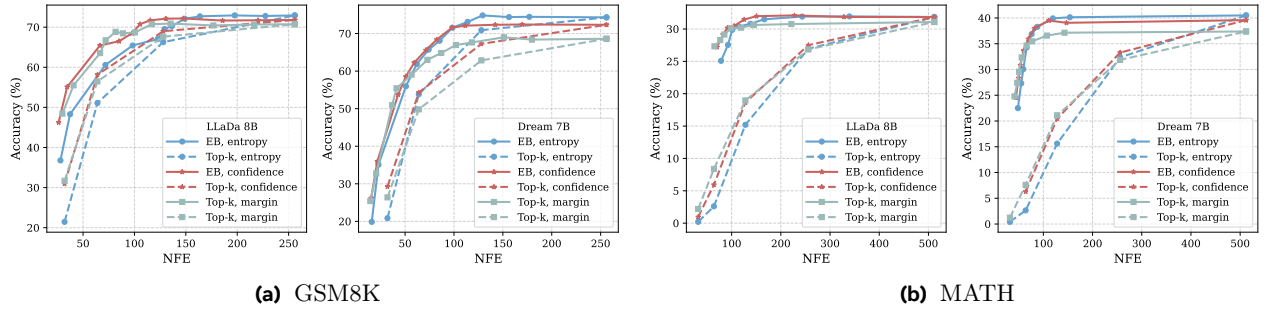 Accuracy (%)
70
60
50
40
30
20
50
100
150
200
250
NFE
LLaDa 8B
EB, entropy
Top-k, entropy
EB, confidence
Top-k, confidence
Top-k, margin
Top-k, margin
Accuracy (%)
70
60
50
40
30
20
50
100
150
200
250
NFE
Dream 7B
EB, entropy
Top-k, entropy
EB, confidence
Top-k, confidence
Top-k, margin
Top-k, margin
(a) GSM8K
Accuracy (%)
30
25
20
15
10
5
0
100
200
300
400
500
NFE
LLaDa 8B
EB, entropy
Top-k, entropy
EB, confidence
Top-k, confidence
Top-k, margin
Top-k, margin
Accuracy (%)
40
35
30
25
20
15
10
5
0
100
200
300
400
500
NFE
Dream 7B
EB, entropy
Top-k, entropy
EB, confidence
Top-k, confidence
Top-k, margin
Top-k, margin
(b) MATH